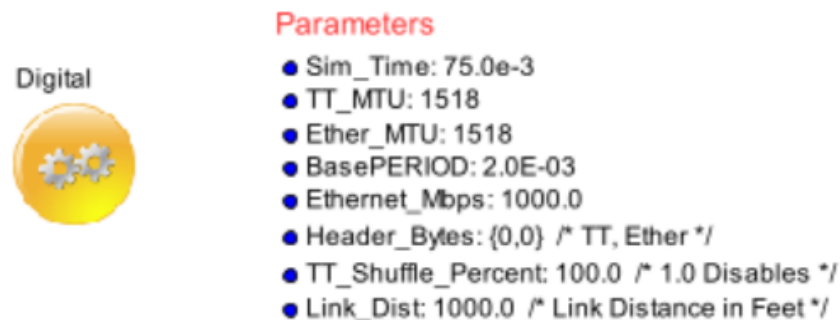 Parameters
Digital
Sim_Time: 75.0e-3
TT_MTU: 1518
Ether_MTU: 1518
BasePERIOD: 2.0E-03
Ethernet_Mbps: 1000.0
Header_Bytes: {0,0} /* TT, Ether */
TT_Shuffle_Percent: 100.0 /* 1.0 Disables */
Link_Dist: 1000.0 /* Link Distance in Feet */